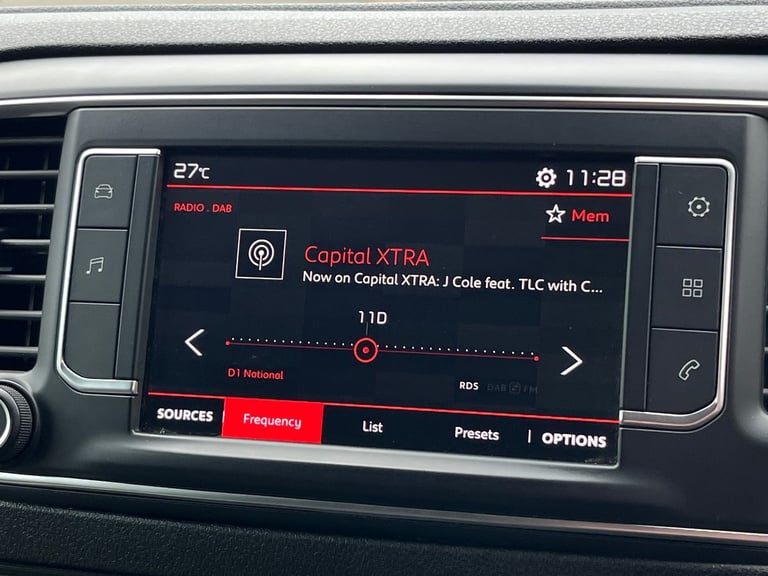 27°C
11:28
RADIO . DAB
Mem
Capital XTRA
Now on Capital XTRA: J Cole feat. TLC with C...
11D
D1 National
RDS DAB FM
SOURCES Frequency List Presets OPTIONS